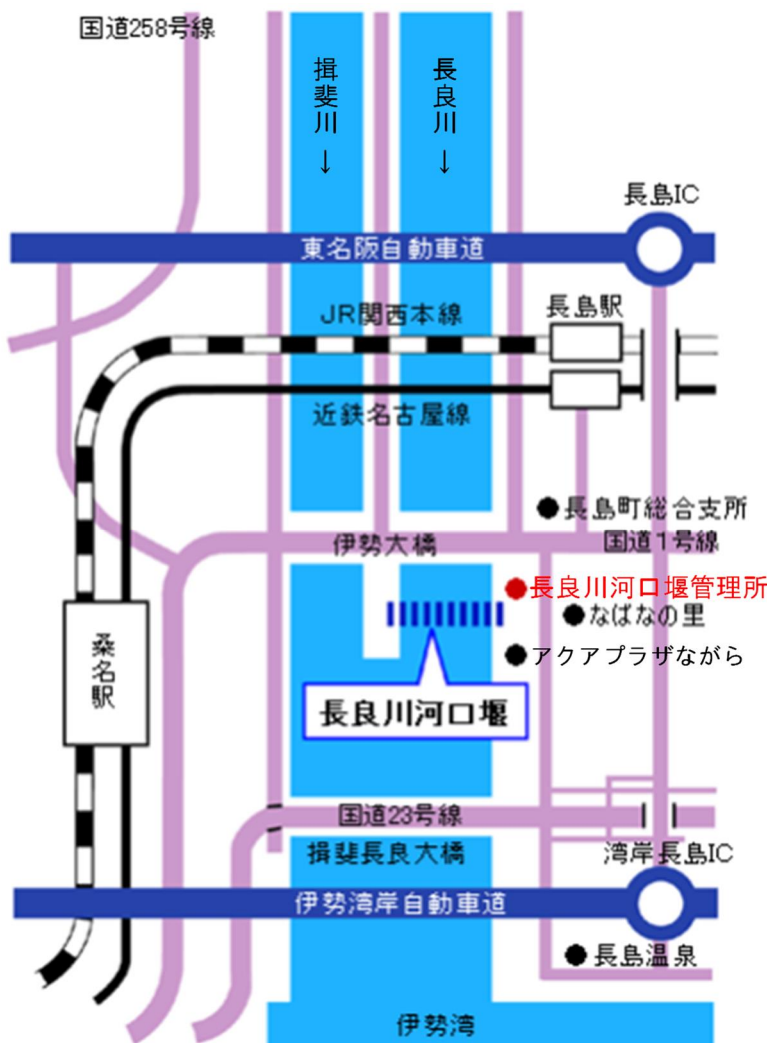 国道258号線
揖斐川
↓
長良川
↓
長島IC
東名阪自動車道
長島駅
JR関西本線
近鉄名古屋線
長島町総合支所
伊勢大橋
国道1号線
長良川河口堰管理所
なばなの里
アクアプラザながら
桑名駅
長良川河口堰
国道23号線
揖斐長良大橋
湾岸長島IC
伊勢湾岸自動車道
長島温泉
伊勢湾